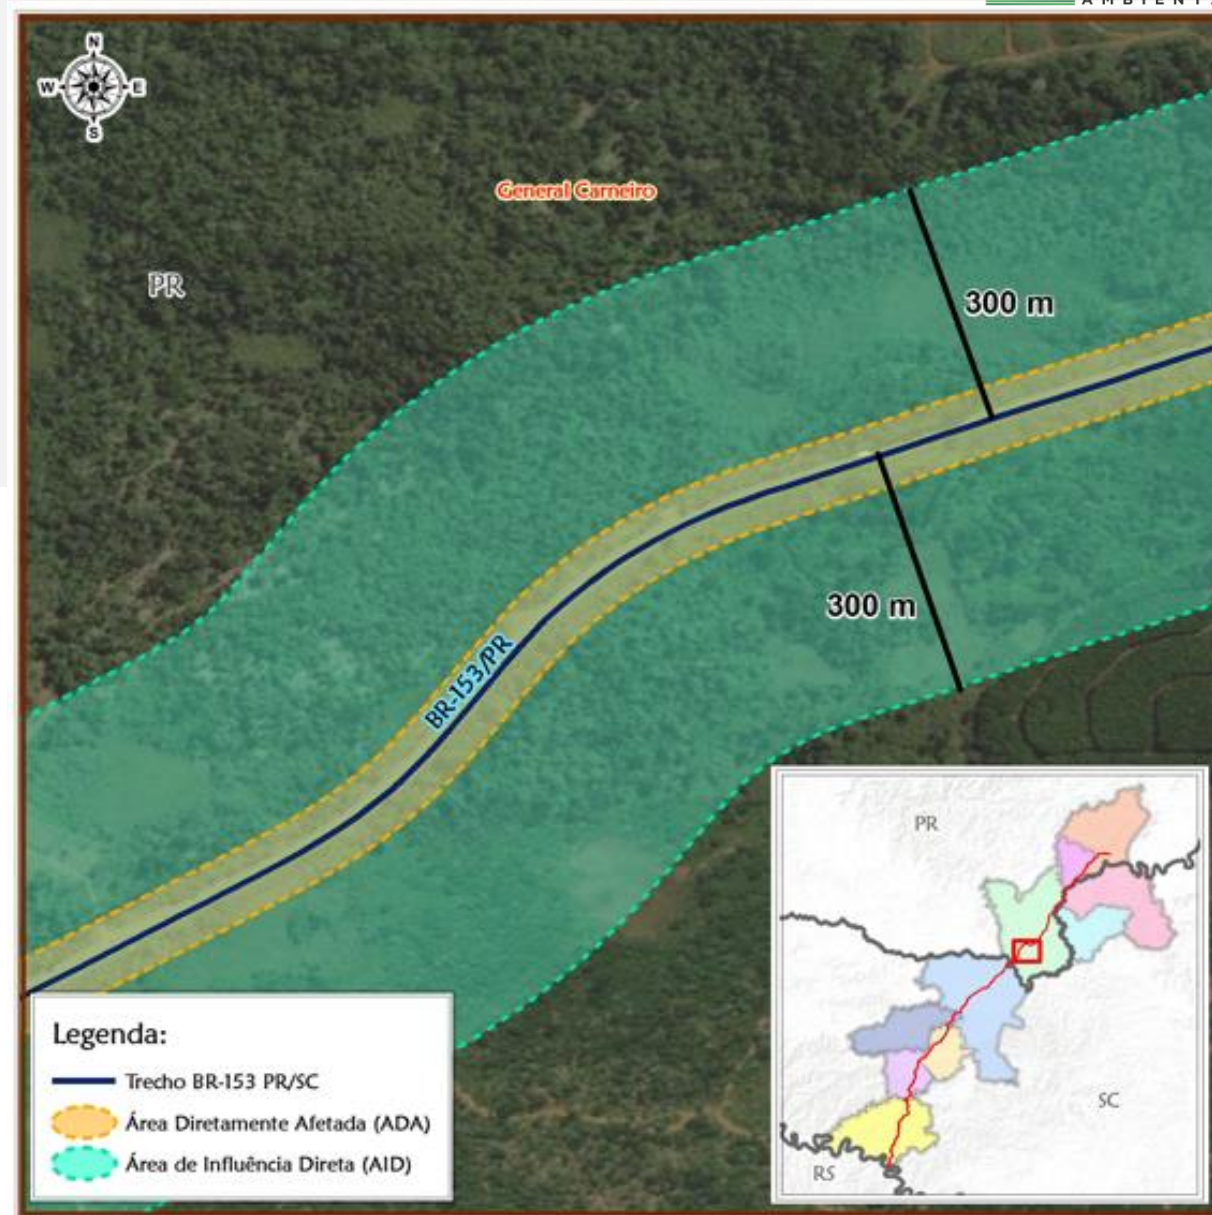 N
W E
S
General Carneiro
PR
300 m
300 m
BR-153/PR
Legenda:
Trecho BR-153 PR/SC
Área Diretamente Afetada (ADA)
Área de Influência Direta (AID)
PR
SC
RS